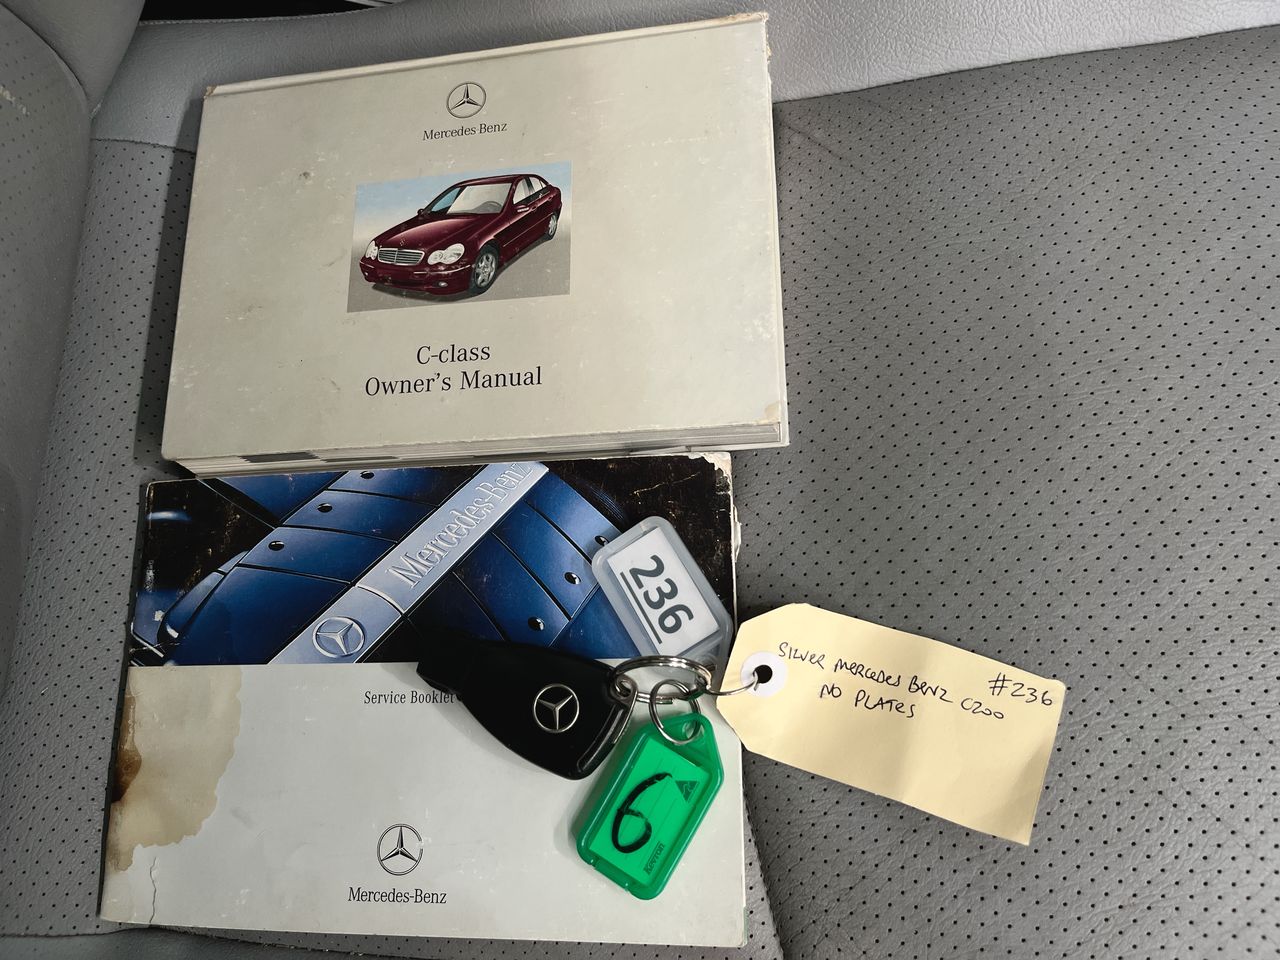 Mercedes-Benz
C-class
Owner's Manual
Mercedes-Benz
236
Service Booklet
SILVER MERCEDES BENZ C200
NO PLATES
#236
6
Kevron
Mercedes-Benz